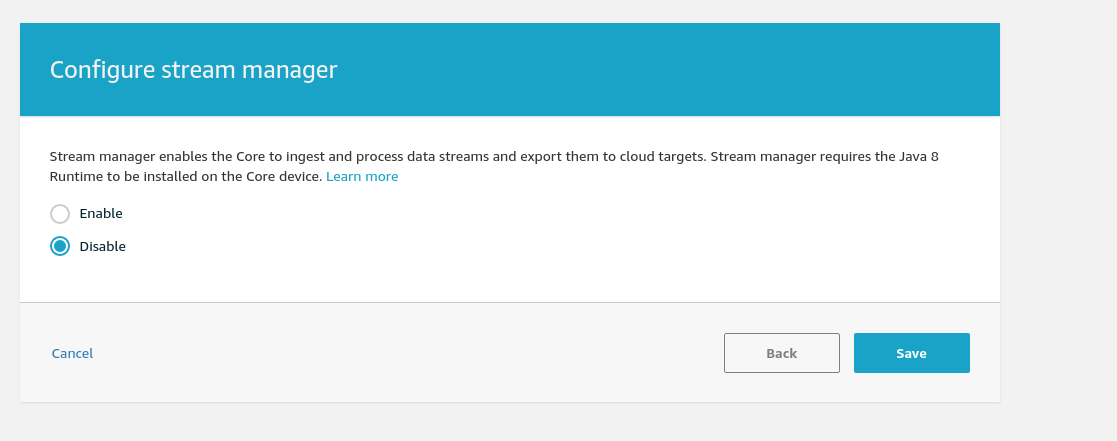 Configure stream manager
Stream manager enables the Core to ingest and process data streams and export them to cloud targets. Stream manager requires the Java 8
Runtime to be installed on the Core device. Learn more
Enable
Disable
Cancel
Back
Save